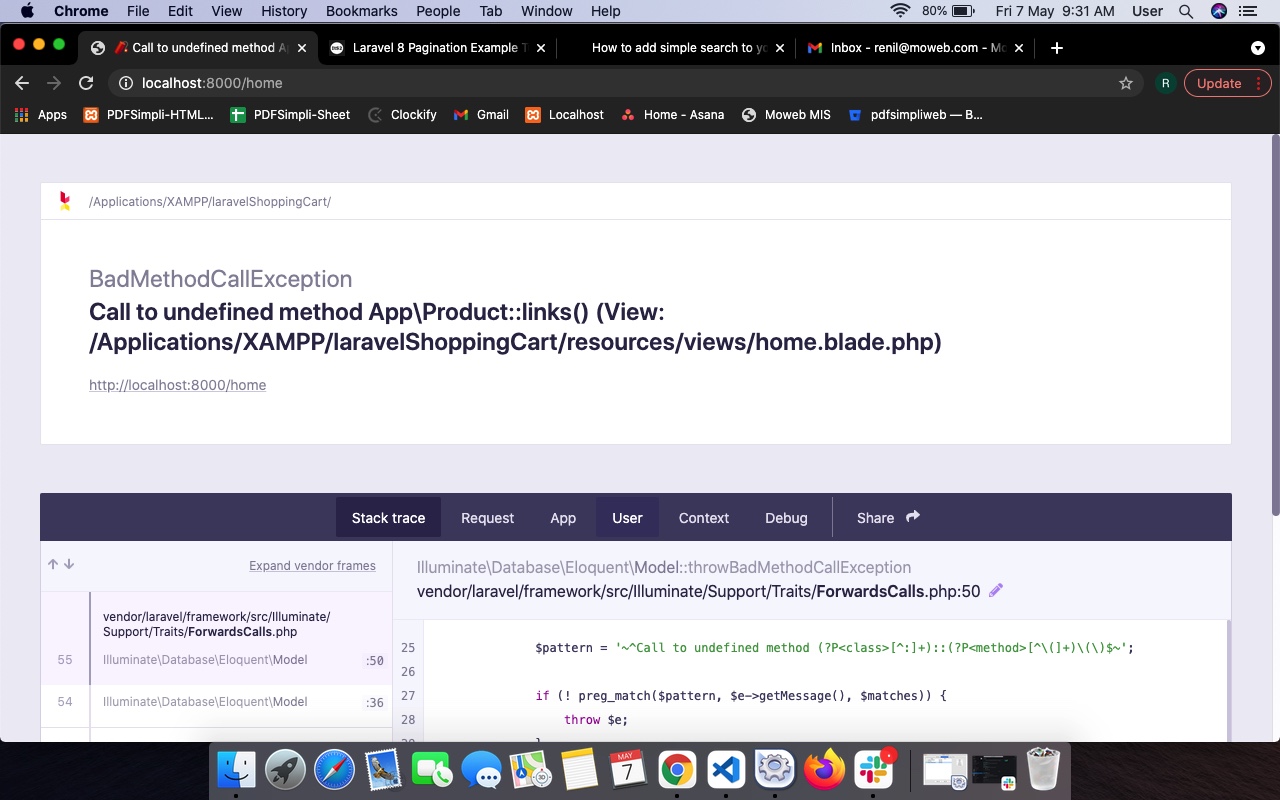 Chrome File Edit View History Bookmarks People Tab Window Help 80% Fri 7 May 9:31 AM User
Call to undefined method A Laravel 8 Pagination Example T How to add simple search to yo Inbox - renil@moweb.com - Mo
localhost:8000/home R Update
Apps PDFSimpli-HTML... PDFSimpli-Sheet Clockify Gmail Localhost Home - Asana Moweb MIS pdfsimpliweb — B...
/Applications/XAMPP/laravelShoppingCart/
BadMethodCallException
Call to undefined method App\Product::links() (View:
/Applications/XAMPP/laravelShoppingCart/resources/views/home.blade.php)
http://localhost:8000/home
Stack trace Request App User Context Debug Share
Expand vendor frames
Illuminate\Database\Eloquent\Model::throwBadMethodCallException
vendor/laravel/framework/src/Illuminate/Support/Traits/ForwardsCalls.php:50
vendor/laravel/framework/src/Illuminate/
Support/Traits/ForwardsCalls.php
55 Illuminate\Database\Eloquent\Model :50
54 Illuminate\Database\Eloquent\Model :36
25 $pattern = '~^Call to undefined method (?P<class>[^:]+)::(?P<method>[^\(]+)\(\)$~';
26
27 if (! preg_match($pattern, $e->getMessage(), $matches)) {
28 throw $e;
29 }
MAY
7